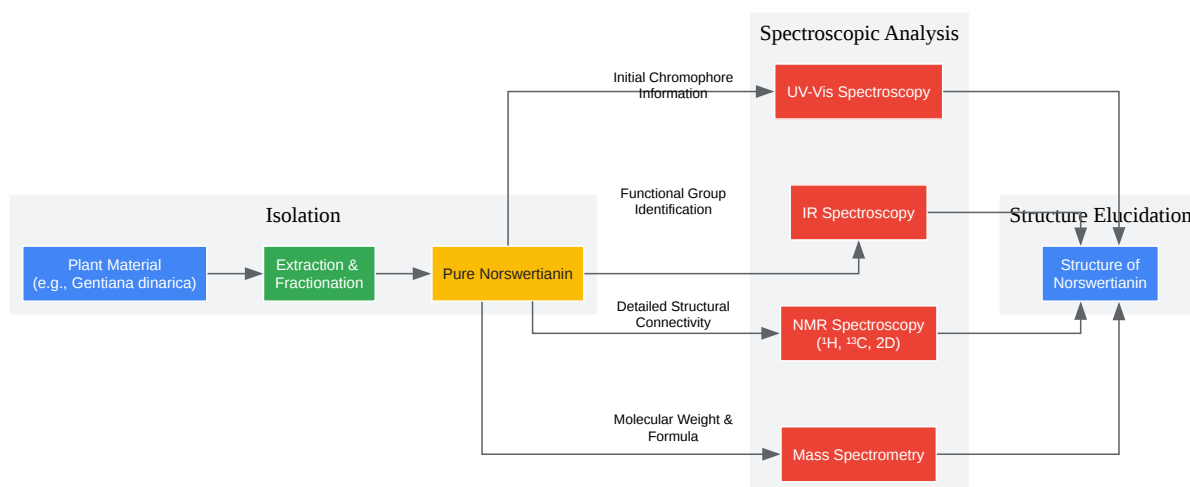 Spectroscopic Analysis
Initial Chromophore
Information
UV-Vis Spectroscopy
Functional Group
Identification
IR Spectroscopy
Isolation
Structure Elucidation
Plant Material
(e.g., Gentiana dinarica)
Extraction &
Fractionation
Pure Norswertianin
Structure of
Norswertianin
Detailed Structural
Connectivity
NMR Spectroscopy
(¹H, ¹³C, 2D)
Molecular Weight &
Formula
Mass Spectrometry